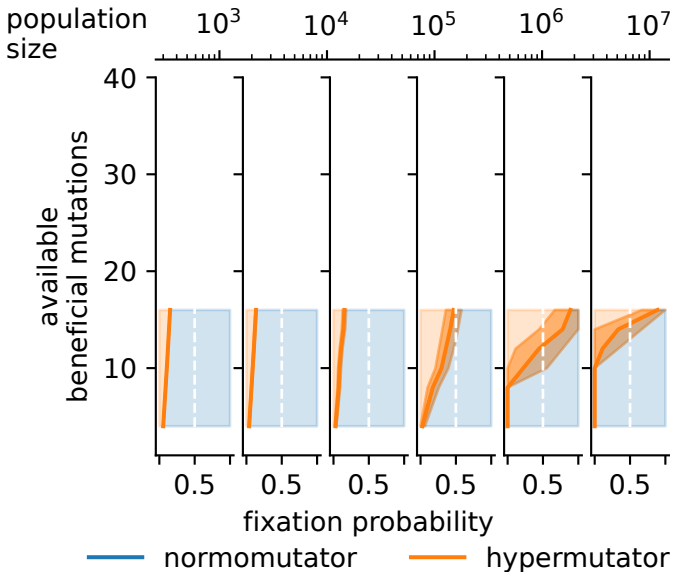 population size
10^3 10^4 10^5 10^6 10^7
available beneficial mutations
40
30
20
10
0.5 0.5 0.5 0.5 0.5 0.5
fixation probability
normomutator hypermutator